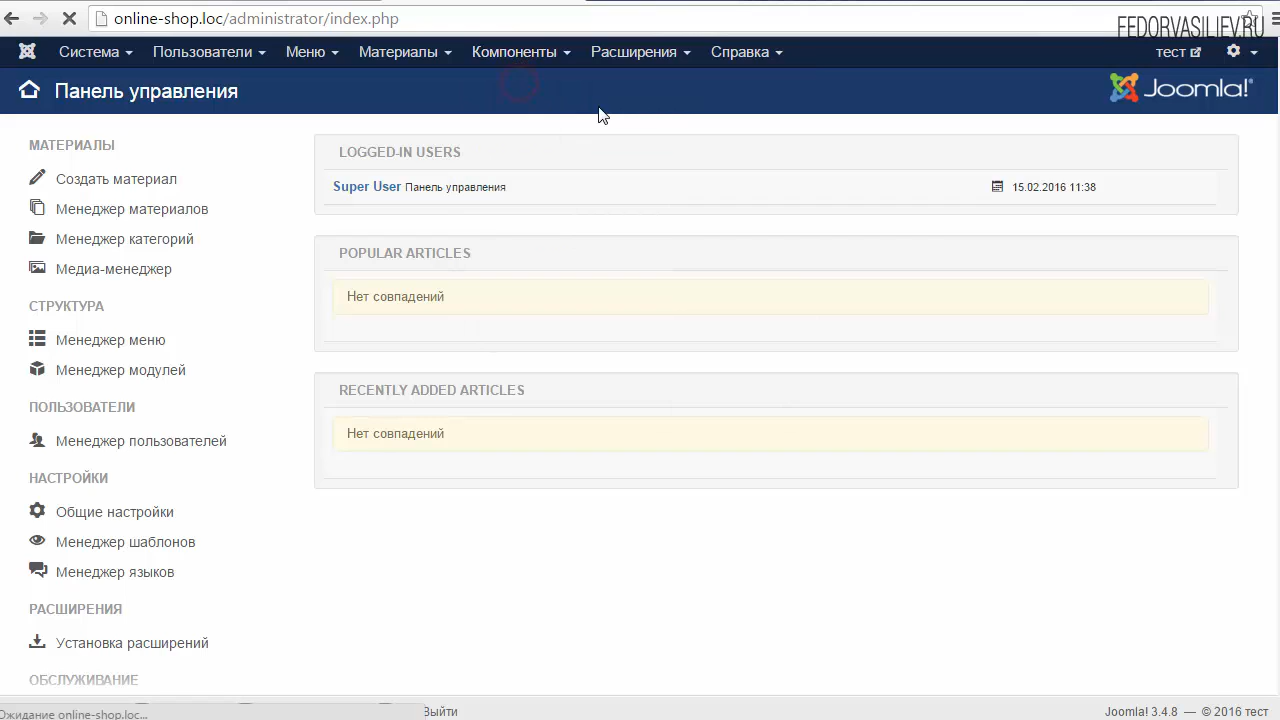 online-shop.loc/administrator/index.php
FEDORVASILIEV.RU
Система Пользователи Меню Материалы Компоненты Расширения Справка тест
Панель управления
Joomla!®
МАТЕРИАЛЫ
Создать материал
Менеджер материалов
Менеджер категорий
Медиа-менеджер
СТРУКТУРА
Менеджер меню
Менеджер модулей
ПОЛЬЗОВАТЕЛИ
Менеджер пользователей
НАСТРОЙКИ
Общие настройки
Менеджер шаблонов
Менеджер языков
РАСШИРЕНИЯ
Установка расширений
ОБСЛУЖИВАНИЕ
LOGGED-IN USERS
Super User Панель управления 15.02.2016 11:38
POPULAR ARTICLES
Нет совпадений
RECENTLY ADDED ARTICLES
Нет совпадений
Ожидание online-shop.loc...
Выйти
Joomla! 3.4.8 — © 2016 тест